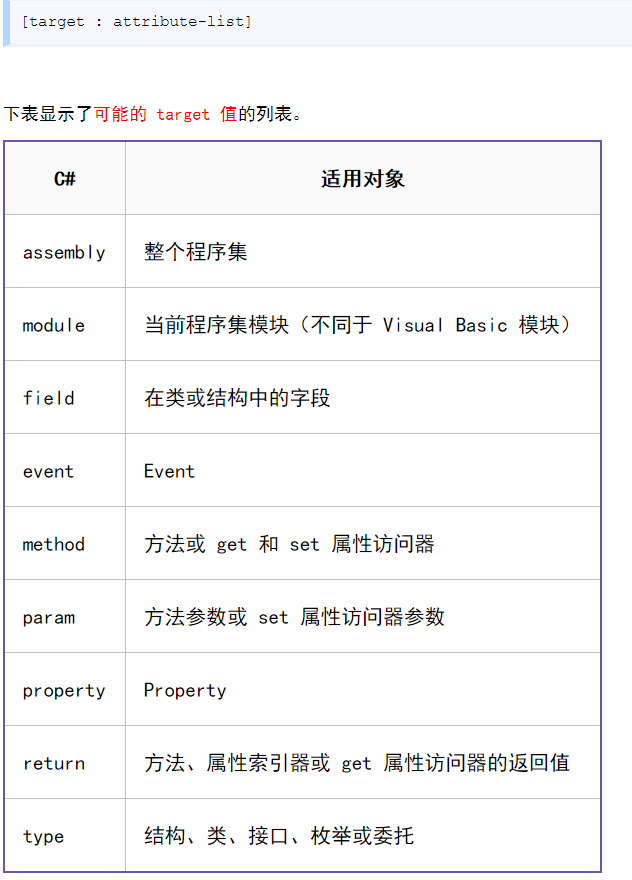 [target : attribute-list]
下表显示了可能的 target 值的列表。
C# 适用对象
assembly 整个程序集
module 当前程序集模块（不同于 Visual Basic 模块）
field 在类或结构中的字段
event Event
method 方法或 get 和 set 属性访问器
param 方法参数或 set 属性访问器参数
property Property
return 方法、属性索引器或 get 属性访问器的返回值
type 结构、类、接口、枚举或委托